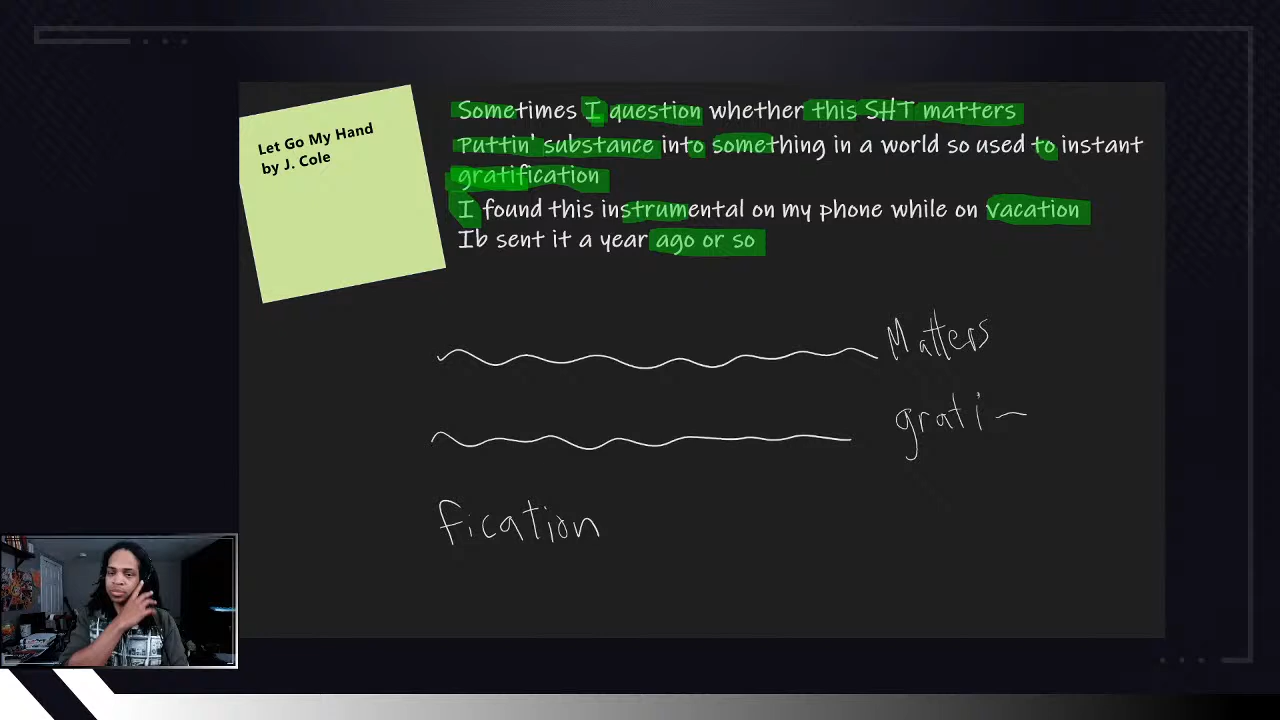 Let Go My Hand
by J. Cole
Sometimes I question whether this SHT matters
Puttin' substance into something in a world so used to instant
gratification
I found this instrumental on my phone while on vacation
Ib sent it a year ago or so
Matters
grati -
fication